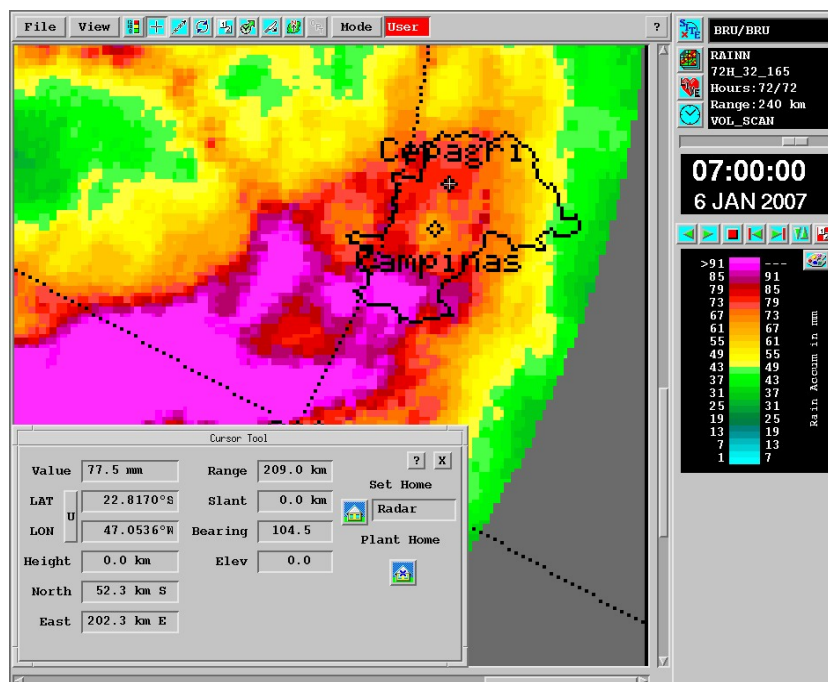 File View Mode User ?
Cepagri
Campinas
BRU/BRU
RAINN
72H_32_165
Hours:72/72
Range:240 km
VOL_SCAN
07:00:00
6 JAN 2007
>91 ---
85 91
79 85
73 79
67 73
61 67
55 61
49 55
43 49
37 43
31 37
25 31
19 25
13 19
7 13
1 7
Rain Accum in mm
Cursor Tool
? X
Value 77.5 mm Range 209.0 km
LAT 22.8170°S Slant 0.0 km Set Home
U Radar
LON 47.0536°W Bearing 104.5
Plant Home
Height 0.0 km Elev 0.0
North 52.3 km S
East 202.3 km E